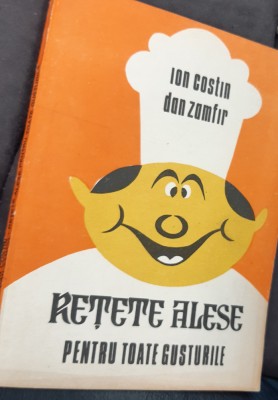 ion costin
dan zamfir
REȚETE ALESE
PENTRU TOATE GUSTURILE